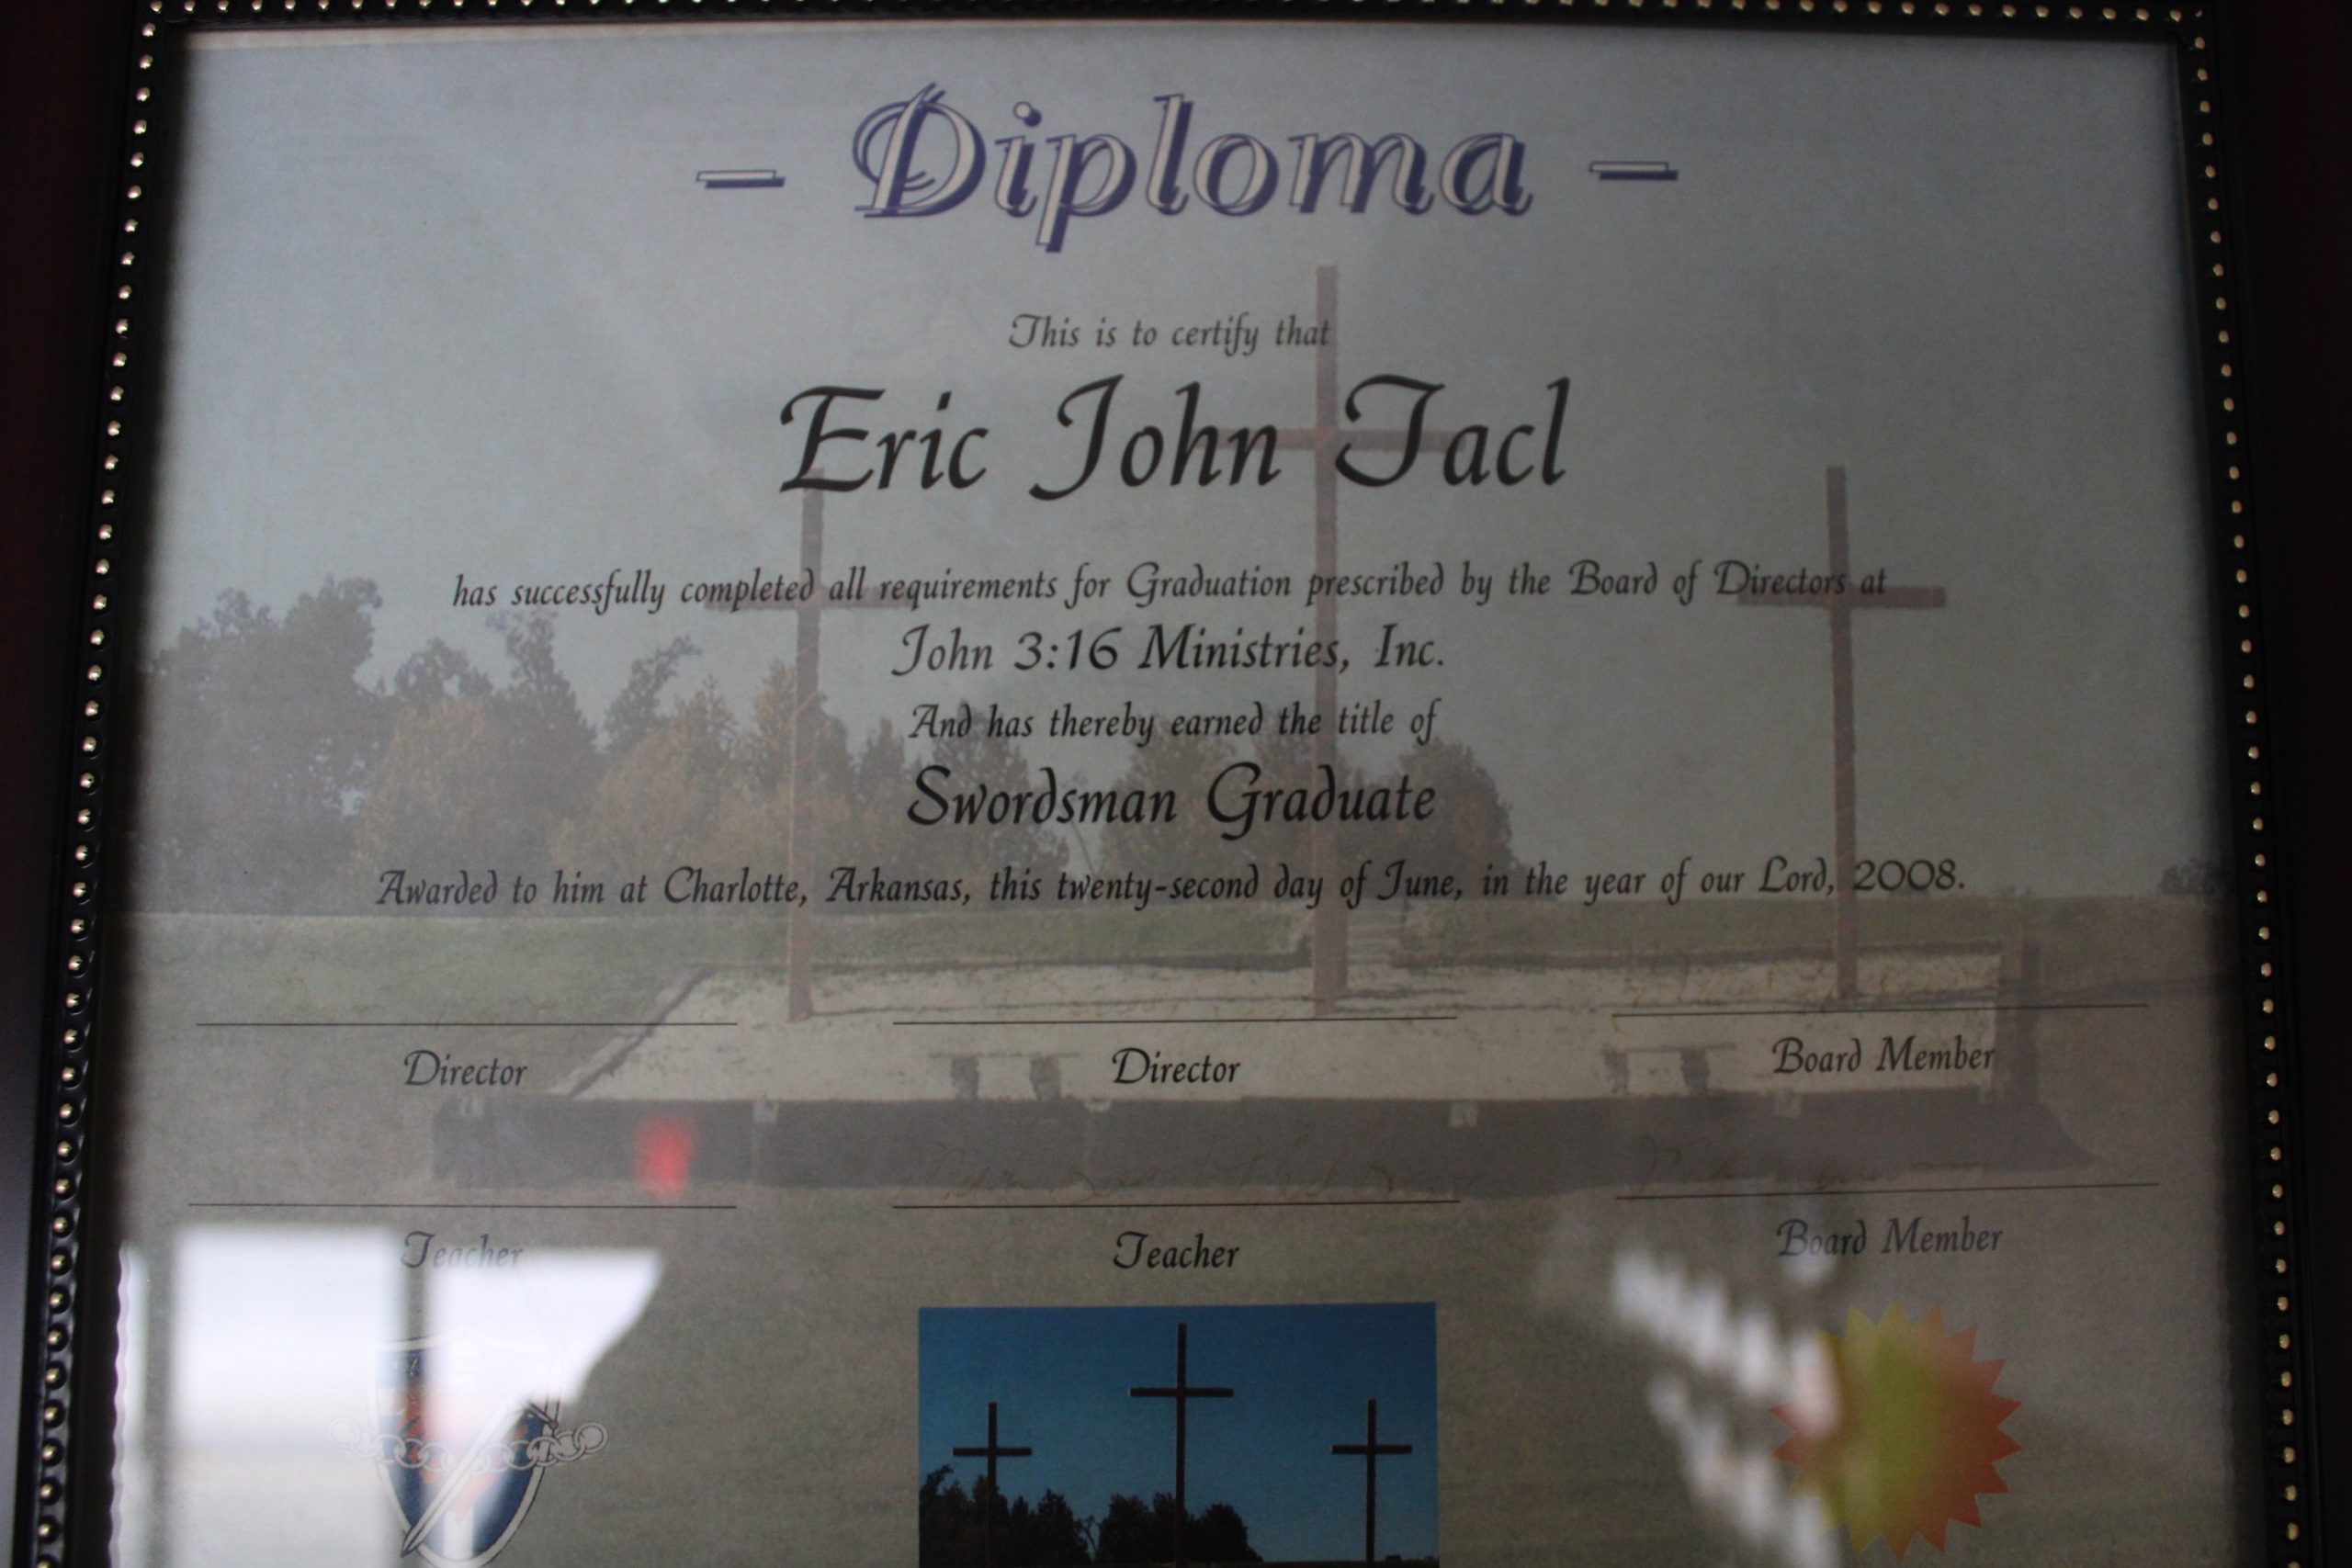 – Diploma –
This is to certify that
Eric John Tacl
has successfully completed all requirements for Graduation prescribed by the Board of Directors at
John 3:16 Ministries, Inc.
And has thereby earned the title of
Swordsman Graduate
Awarded to him at Charlotte, Arkansas, this twenty-second day of June, in the year of our Lord, 2008.
Director Director Board Member
Teacher Teacher Board Member